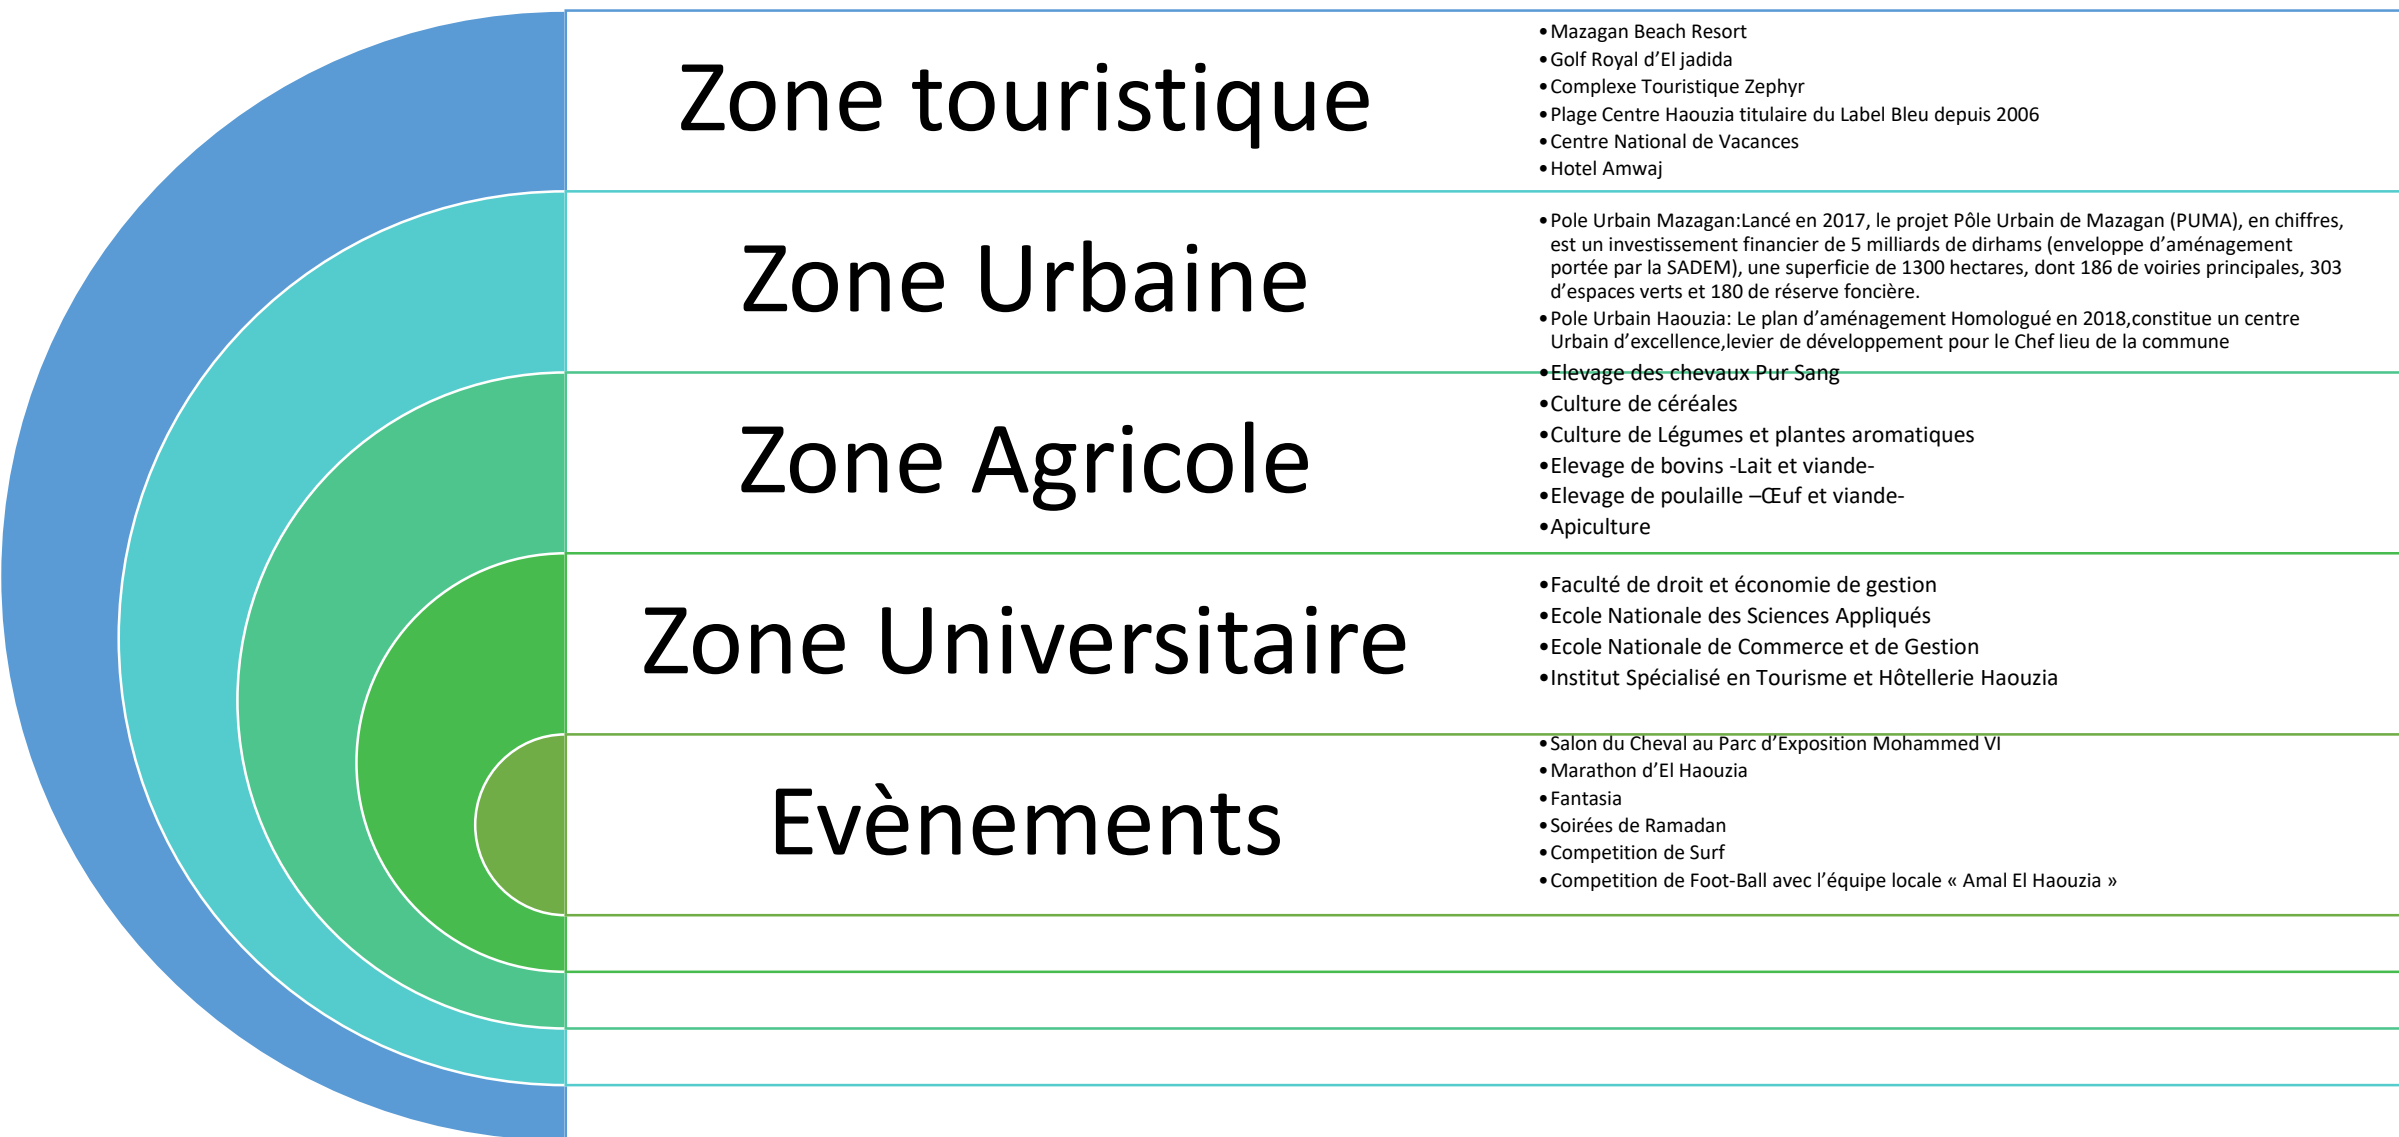 Zone touristique
•Mazagan Beach Resort
•Golf Royal d’El jadida
•Complexe Touristique Zephyr
•Plage Centre Haouzia titulaire du Label Bleu depuis 2006
•Centre National de Vacances
•Hotel Amwaj
Zone Urbaine
•Pole Urbain Mazagan:Lancé en 2017, le projet Pôle Urbain de Mazagan (PUMA), en chiffres,
est un investissement financier de 5 milliards de dirhams (enveloppe d’aménagement
portée par la SADEM), une superficie de 1300 hectares, dont 186 de voiries principales, 303
d’espaces verts et 180 de réserve foncière.
•Pole Urbain Haouzia: Le plan d’aménagement Homologué en 2018,constitue un centre
Urbain d’excellence,levier de développement pour le Chef lieu de la commune
Zone Agricole
•Elevage des chevaux Pur Sang
•Culture de céréales
•Culture de Légumes et plantes aromatiques
•Elevage de bovins -Lait et viande-
•Elevage de poulaille –Œuf et viande-
•Apiculture
Zone Universitaire
•Faculté de droit et économie de gestion
•Ecole Nationale des Sciences Appliqués
•Ecole Nationale de Commerce et de Gestion
•Institut Spécialisé en Tourisme et Hôtellerie Haouzia
Evènements
•Salon du Cheval au Parc d’Exposition Mohammed VI
•Marathon d’El Haouzia
•Fantasia
•Soirées de Ramadan
•Competition de Surf
•Competition de Foot-Ball avec l’équipe locale « Amal El Haouzia »